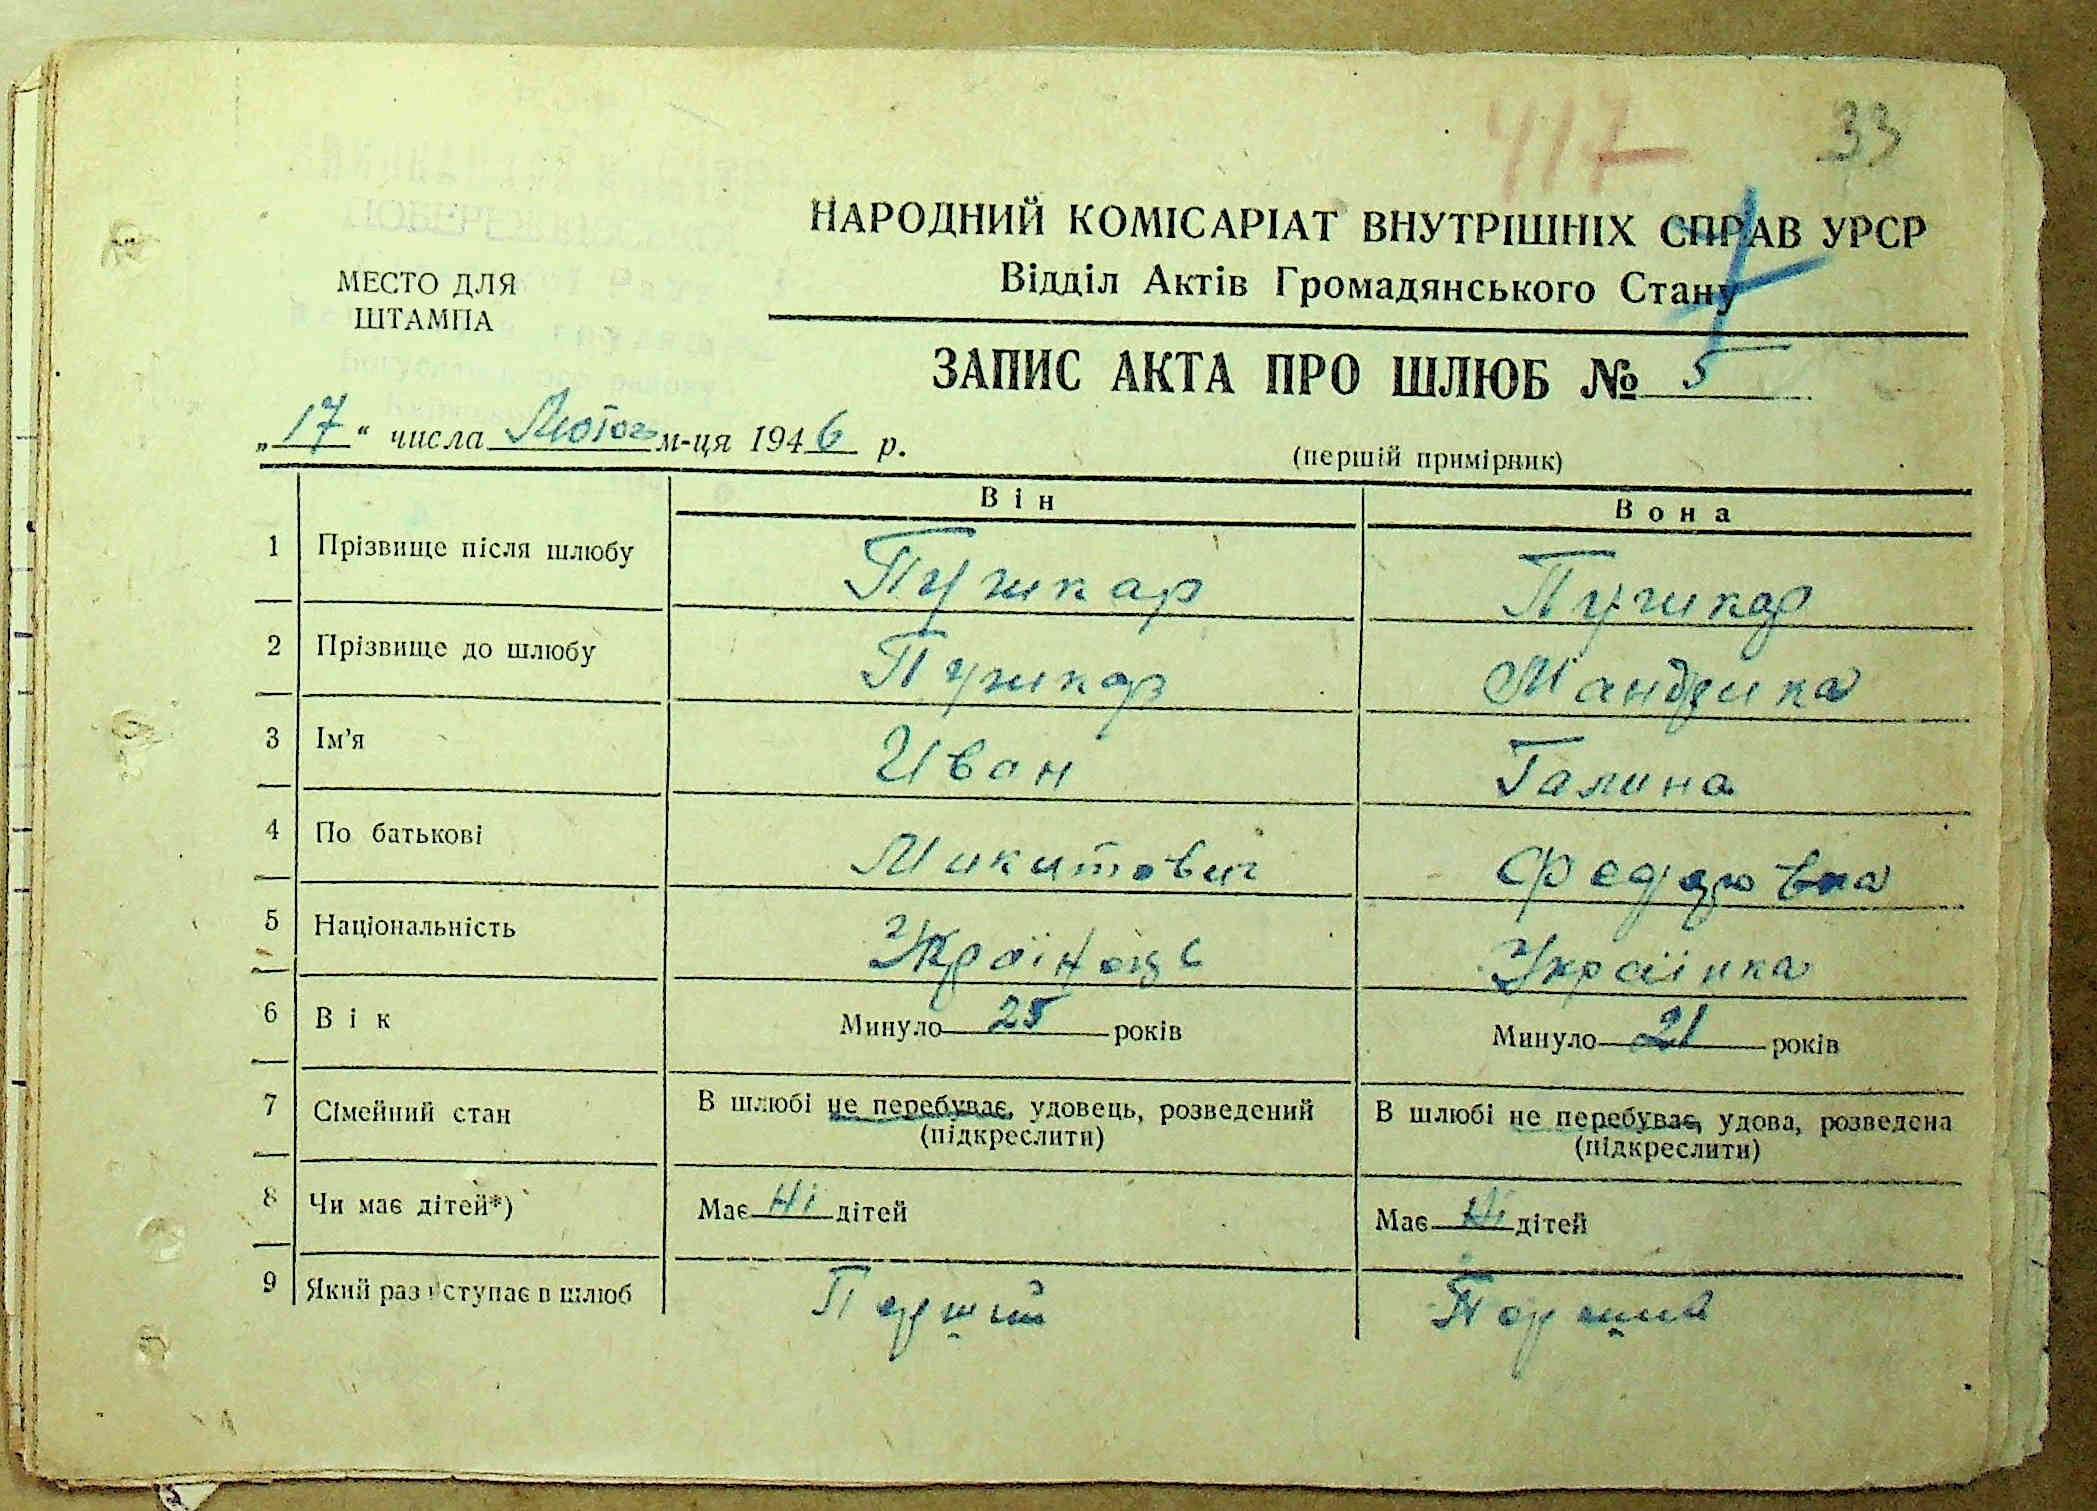 417 33
НАРОДНИЙ КОМІСАРІАТ ВНУТРІШНІХ СПРАВ УРСР
Відділ Актів Громадянського Стану
МЕСТО ДЛЯ
ШТАМПА
ЗАПИС АКТА ПРО ШЛЮБ № 5
„17“ числа Лютого м-ця 1946 р.
(першій примірник)
Він Вона
1 Прізвище після шлюбу Пушкар Пушкар
2 Прізвище до шлюбу Пушкар Мандрика
3 Ім'я Иван Галина
4 По батькові Микитович Федоровна
5 Національність Українець Українка
6 Вік Минуло 25 років Минуло 21 років
7 Сімейний стан В шлюбі не перебуває, удовець, розведений В шлюбі не перебуває, удова, розведена
(підкреслити) (підкреслити)
8 Чи має дітей*) Має Ні дітей Має Ні дітей
9 Який раз вступає в шлюб Перший Перший